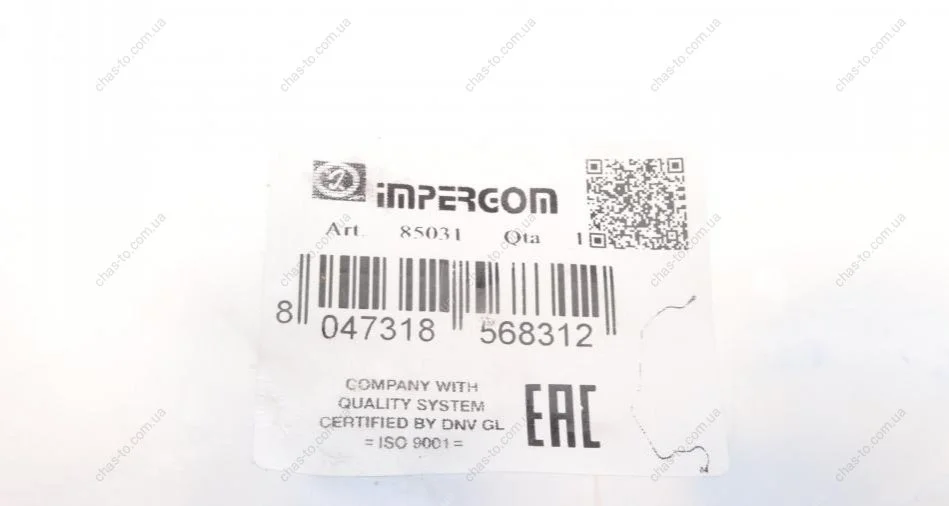 iMPERGOM
Art. 85031 Qta 1
8 047318 568312
COMPANY WITH
QUALITY SYSTEM
CERTIFIED BY DNV GL
= ISO 9001 =
EAC
chas-to.com.ua